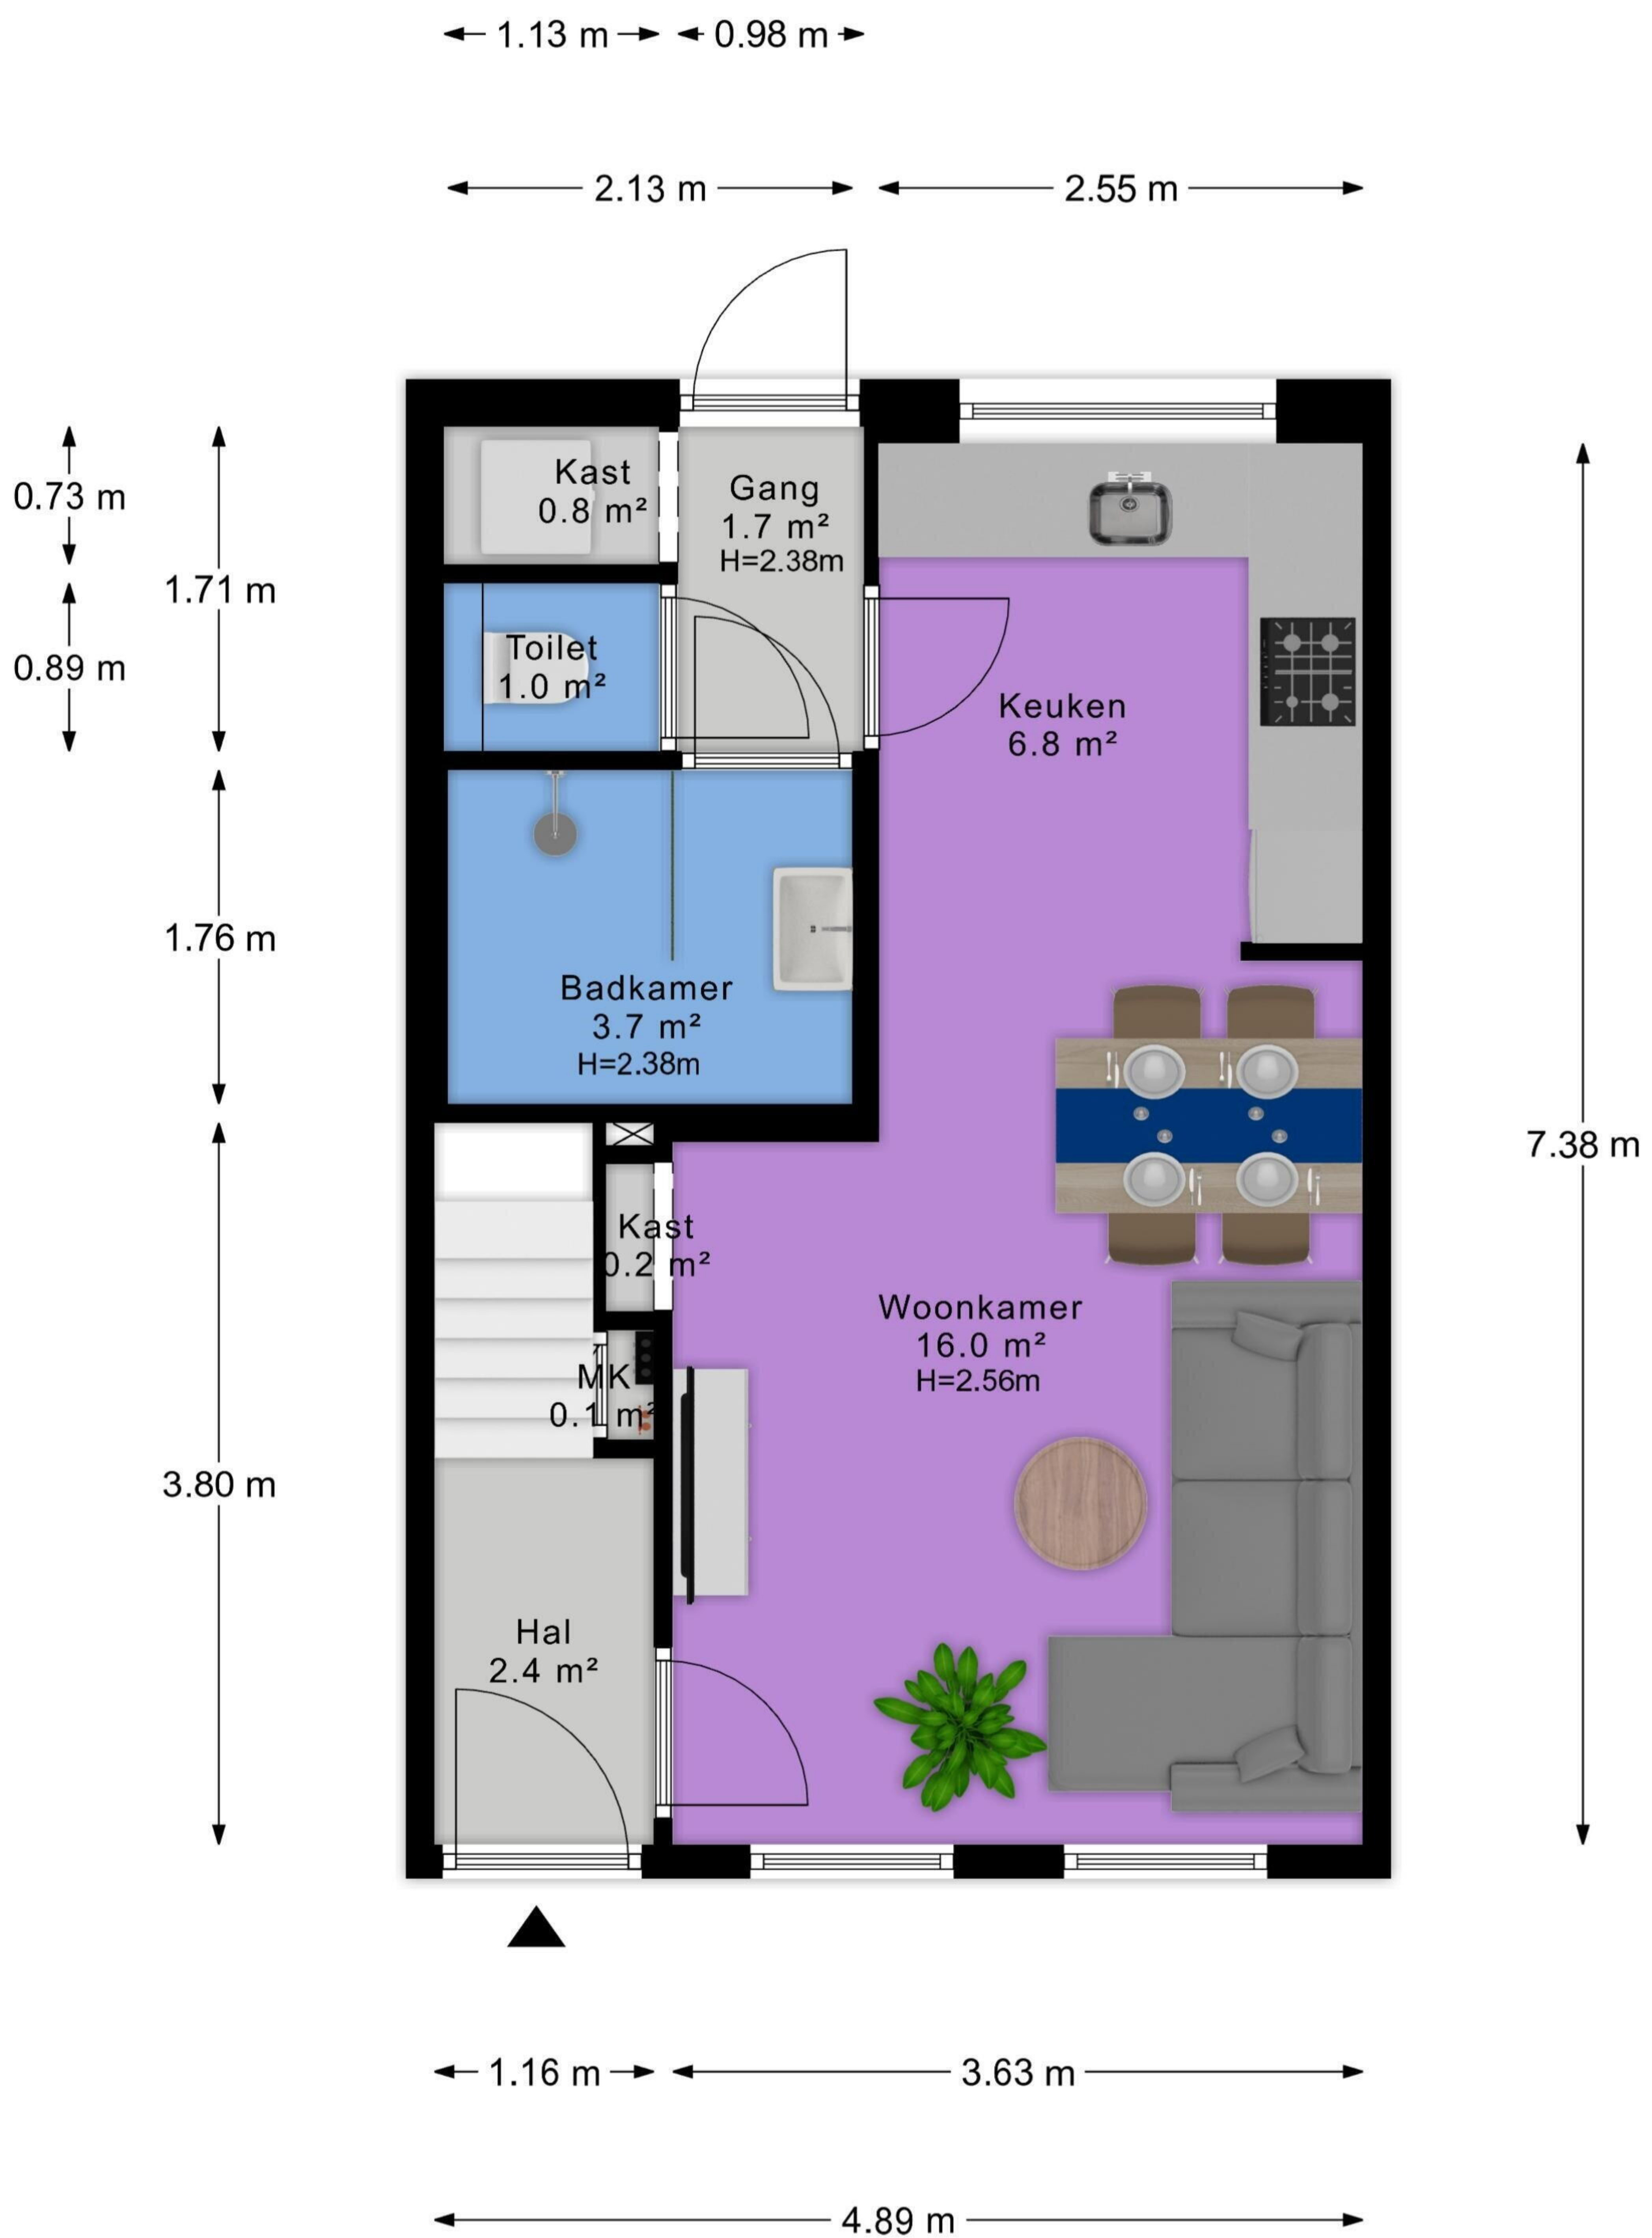 1.13 m
0.98 m
2.13 m
2.55 m
0.73 m
1.71 m
0.89 m
1.76 m
3.80 m
7.38 m
Kast
0.8 m²
Gang
1.7 m²
H=2.38m
Toilet
1.0 m²
Keuken
6.8 m²
Badkamer
3.7 m²
H=2.38m
Kast
0.2 m²
Woonkamer
16.0 m²
H=2.56m
MK
0.1 m²
Hal
2.4 m²
1.16 m
3.63 m
4.89 m